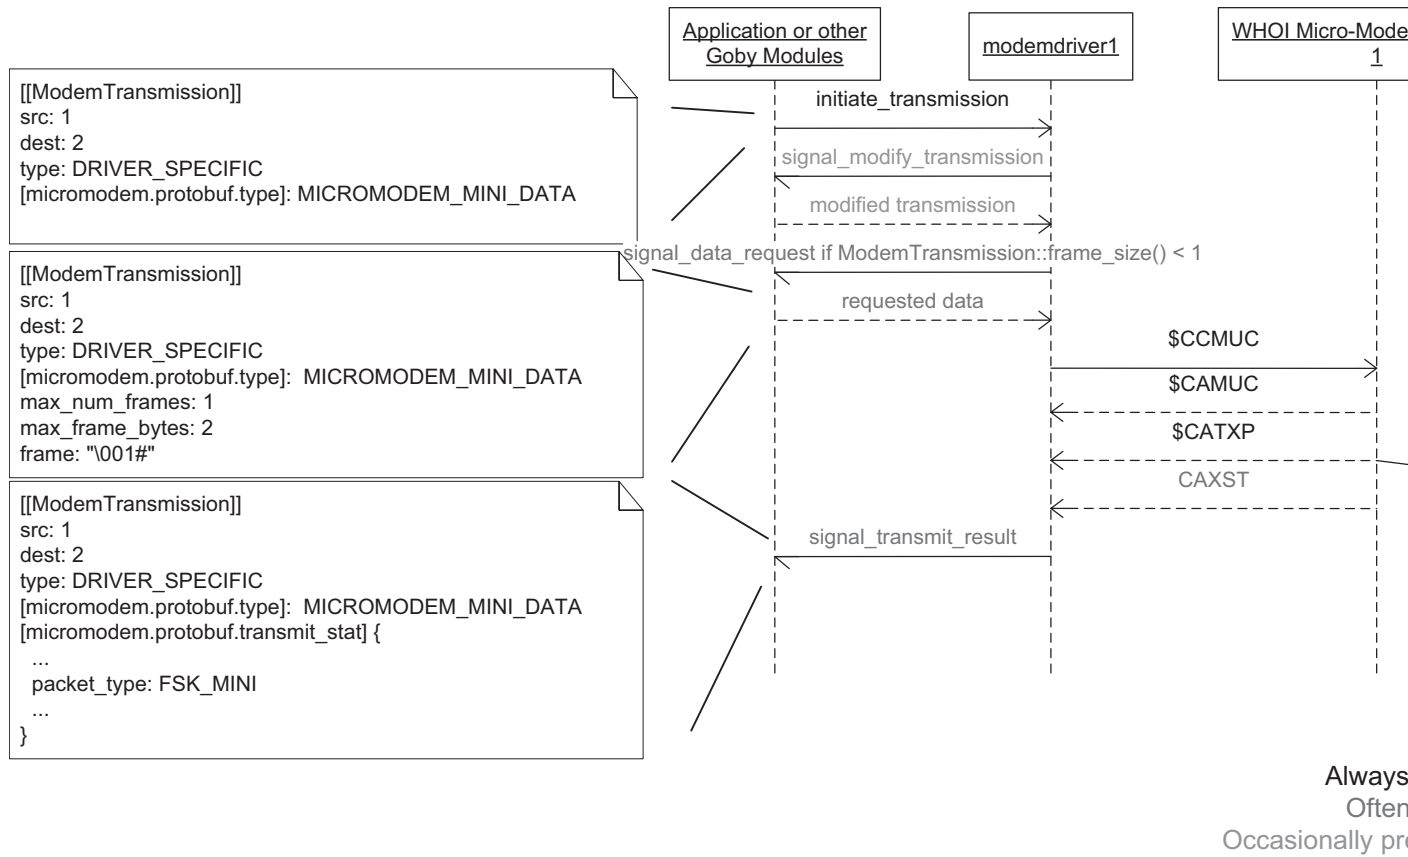 Application or other
Goby Modules
modemdriver1
WHOI Micro-Mode
1
[[ModemTransmission]]
src: 1
dest: 2
type: DRIVER_SPECIFIC
[micromodem.protobuf.type]: MICROMODEM_MINI_DATA
initiate_transmission
signal_modify_transmission
modified transmission
signal_data_request if ModemTransmission::frame_size() < 1
requested data
[[ModemTransmission]]
src: 1
dest: 2
type: DRIVER_SPECIFIC
[micromodem.protobuf.type]:  MICROMODEM_MINI_DATA
max_num_frames: 1
max_frame_bytes: 2
frame: "\001#"
$CCMUC
$CAMUC
$CATXP
CAXST
signal_transmit_result
[[ModemTransmission]]
src: 1
dest: 2
type: DRIVER_SPECIFIC
[micromodem.protobuf.type]:  MICROMODEM_MINI_DATA
[micromodem.protobuf.transmit_stat] {
...
packet_type: FSK_MINI
...
}
Always
Often
Occasionally pre